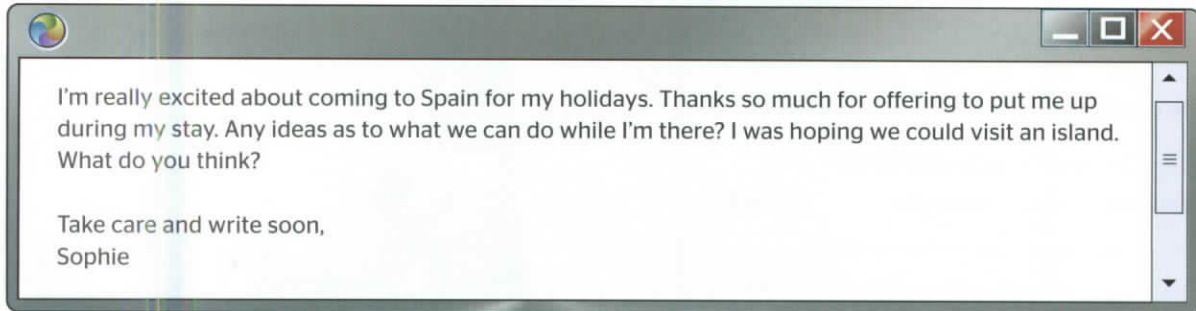 I'm really excited about coming to Spain for my holidays. Thanks so much for offering to put me up
during my stay. Any ideas as to what we can do while I'm there? I was hoping we could visit an island.
What do you think?
Take care and write soon,
Sophie